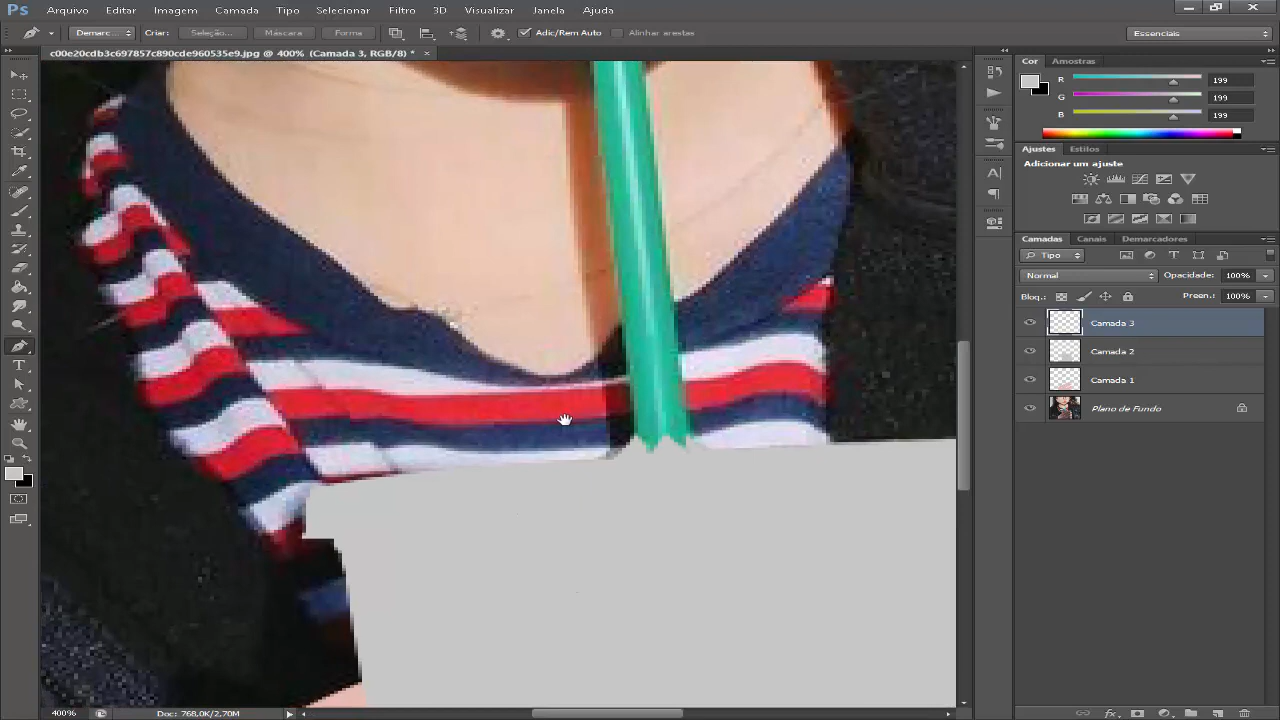 Ps Arquivo Editar Imagem Camada Tipo Selecionar Filtro 3D Visualizar Janela Ajuda
Demarc... Criar: Seleção... Máscara Forma Adic/Rem Auto Alinhar arestas Essenciais
c00e20cdb3c697857c890cde960535e9.jpg @ 400% (Camada 3, RGB/8) * ×
Cor Amostras
R 199
G 199
B 199
Ajustes Estilos
Adicionar um ajuste
Camadas Canais Demarcadores
Tipo
Normal Opacidade: 100%
Bloq.: Preen.: 100%
Camada 3
Camada 2
Camada 1
Plano de Fundo
400% Doc: 768,0K/2,70M